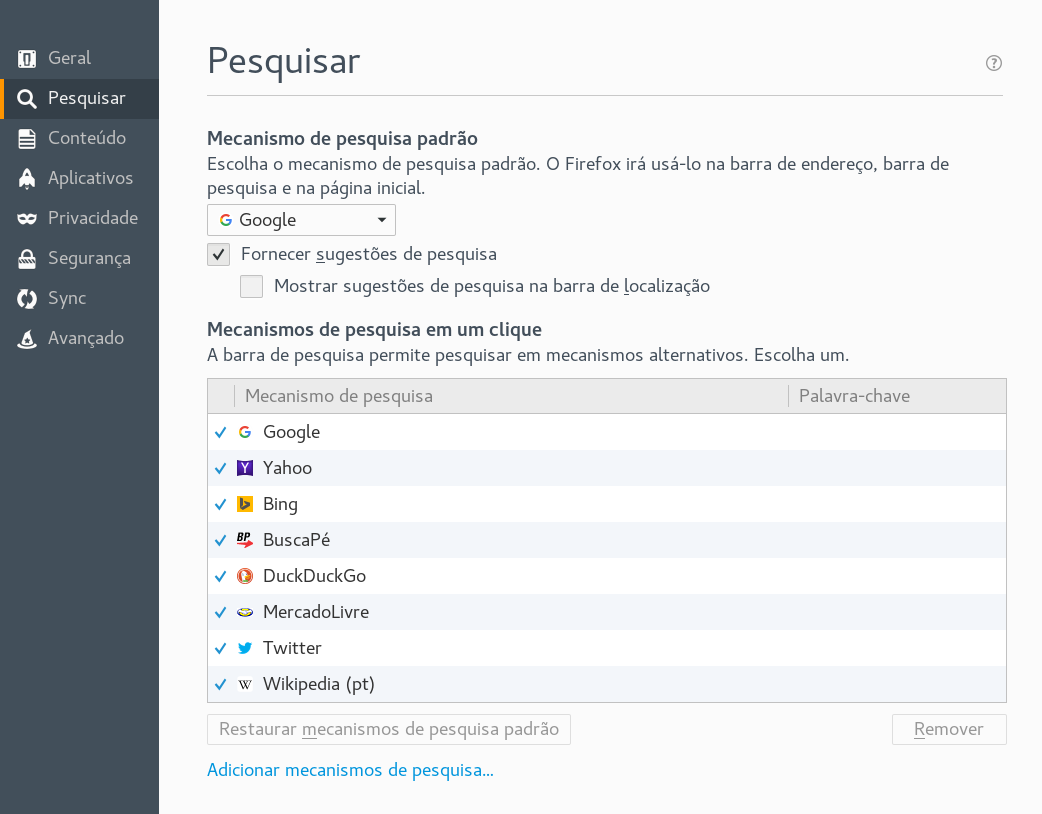 Geral
Pesquisar
Conteúdo
Aplicativos
Privacidade
Segurança
Sync
Avançado
Pesquisar
Mecanismo de pesquisa padrão
Escolha o mecanismo de pesquisa padrão. O Firefox irá usá-lo na barra de endereço, barra de
pesquisa e na página inicial.
Google
Fornecer sugestões de pesquisa
Mostrar sugestões de pesquisa na barra de localização
Mecanismos de pesquisa em um clique
A barra de pesquisa permite pesquisar em mecanismos alternativos. Escolha um.
Mecanismo de pesquisa Palavra-chave
Google
Yahoo
Bing
BuscaPé
DuckDuckGo
MercadoLivre
Twitter
Wikipedia (pt)
Restaurar mecanismos de pesquisa padrão Remover
Adicionar mecanismos de pesquisa...